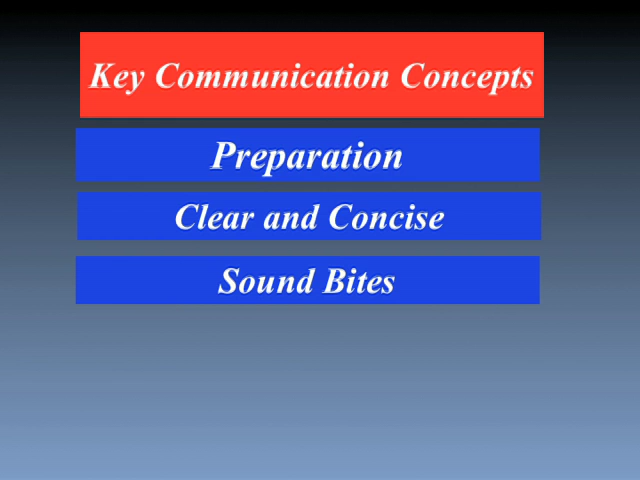 Key Communication Concepts
Preparation
Clear and Concise
Sound Bites